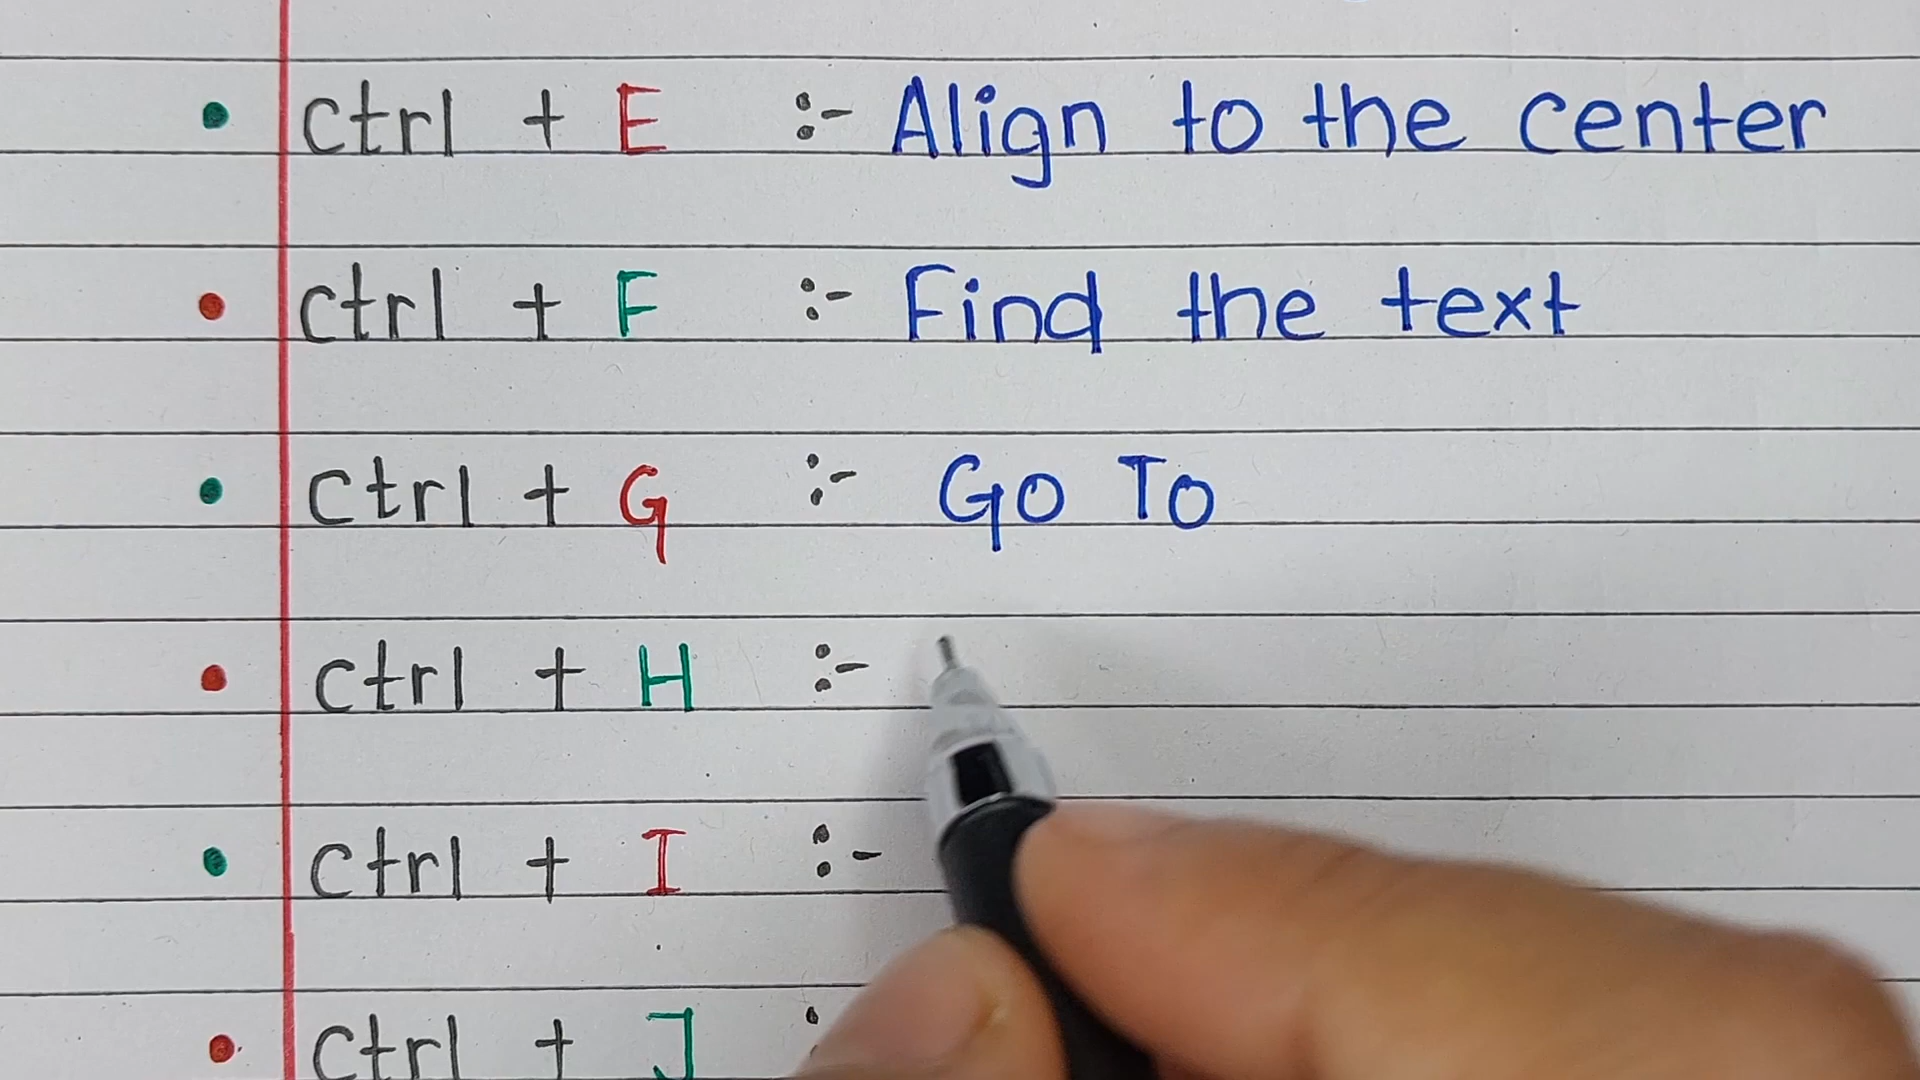 • ctrl + E :- Align to the center
• ctrl + F :- Find the text
• ctrl + G :- Go To
• ctrl + H :-
• ctrl + I :-
• ctrl + J :